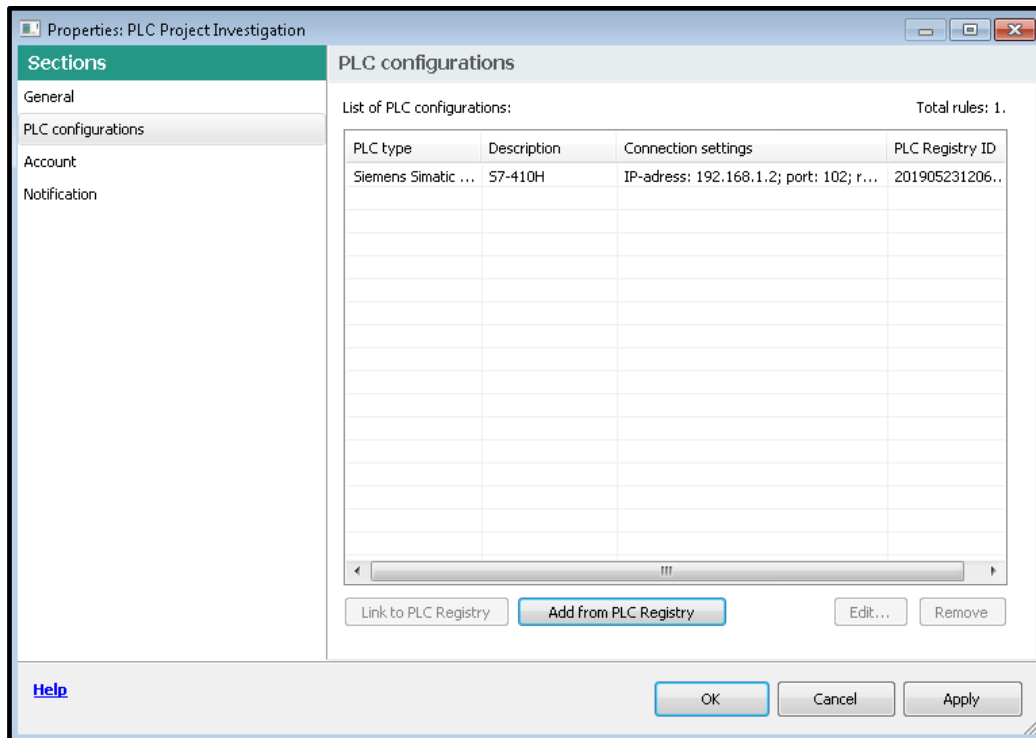 Properties: PLC Project Investigation
Sections
General
PLC configurations
Account
Notification
PLC configurations
List of PLC configurations: Total rules: 1.
PLC type Description Connection settings PLC Registry ID
Siemens Simatic ... S7-410H IP-adress: 192.168.1.2; port: 102; r... 201905231206..
Link to PLC Registry Add from PLC Registry Edit... Remove
Help OK Cancel Apply